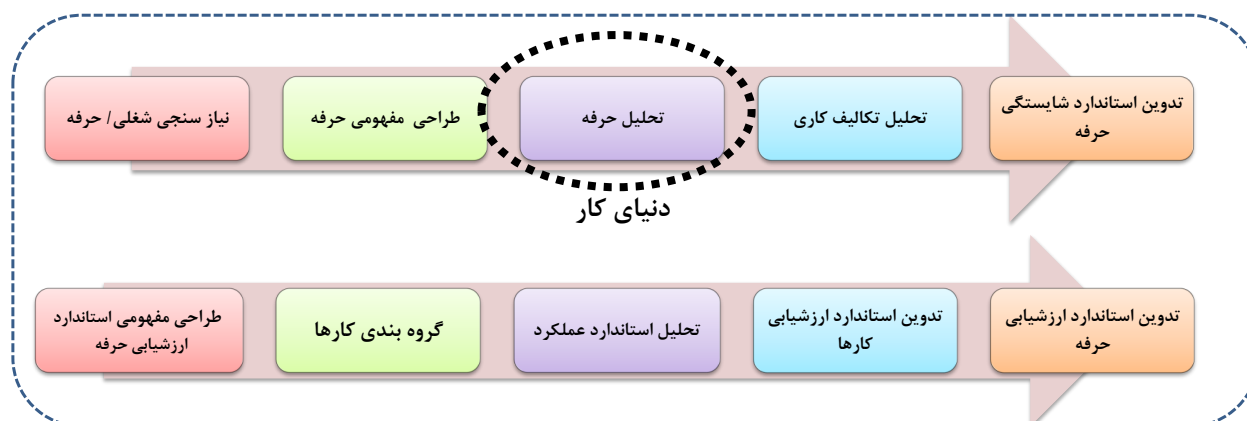 نیاز سنجی شغلی/ حرفه
طراحی مفهومی حرفه
تحلیل حرفه
تحلیل تکالیف کاری
تدوین استاندارد شایستگی
حرفه
دنیای کار
طراحی مفهومی استاندارد
ارزشیابی حرفه
گروه بندی کارها
تحلیل استاندارد عملکرد
تدوین استاندارد ارزشیابی
کارها
تدوین استاندارد ارزشیابی
حرفه